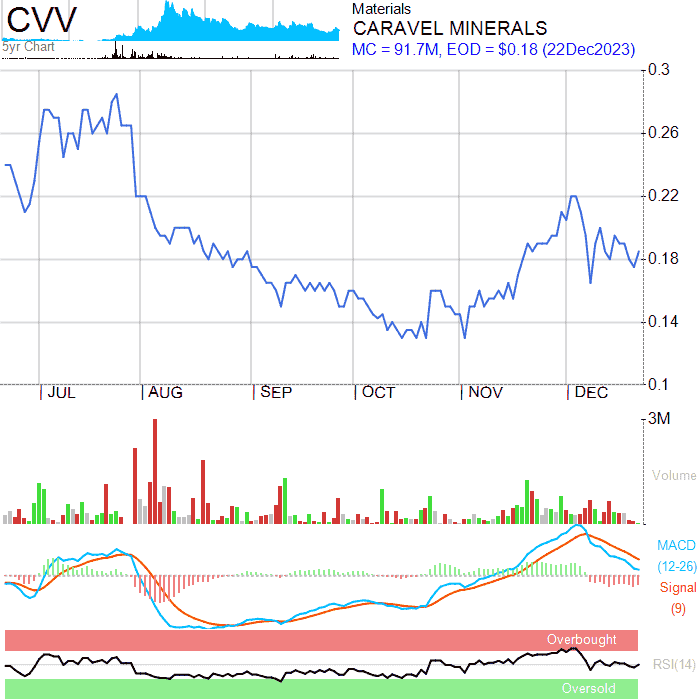 CVV
5yr Chart
Materials
CARAVEL MINERALS
MC = 91.7M, EOD = $0.18 (22Dec2023)
0.3
0.26
0.22
0.18
0.14
0.1
JUL AUG SEP OCT NOV DEC
3M
Volume
MACD
(12-26)
Signal
(9)
Overbought
RSI(14)
Oversold